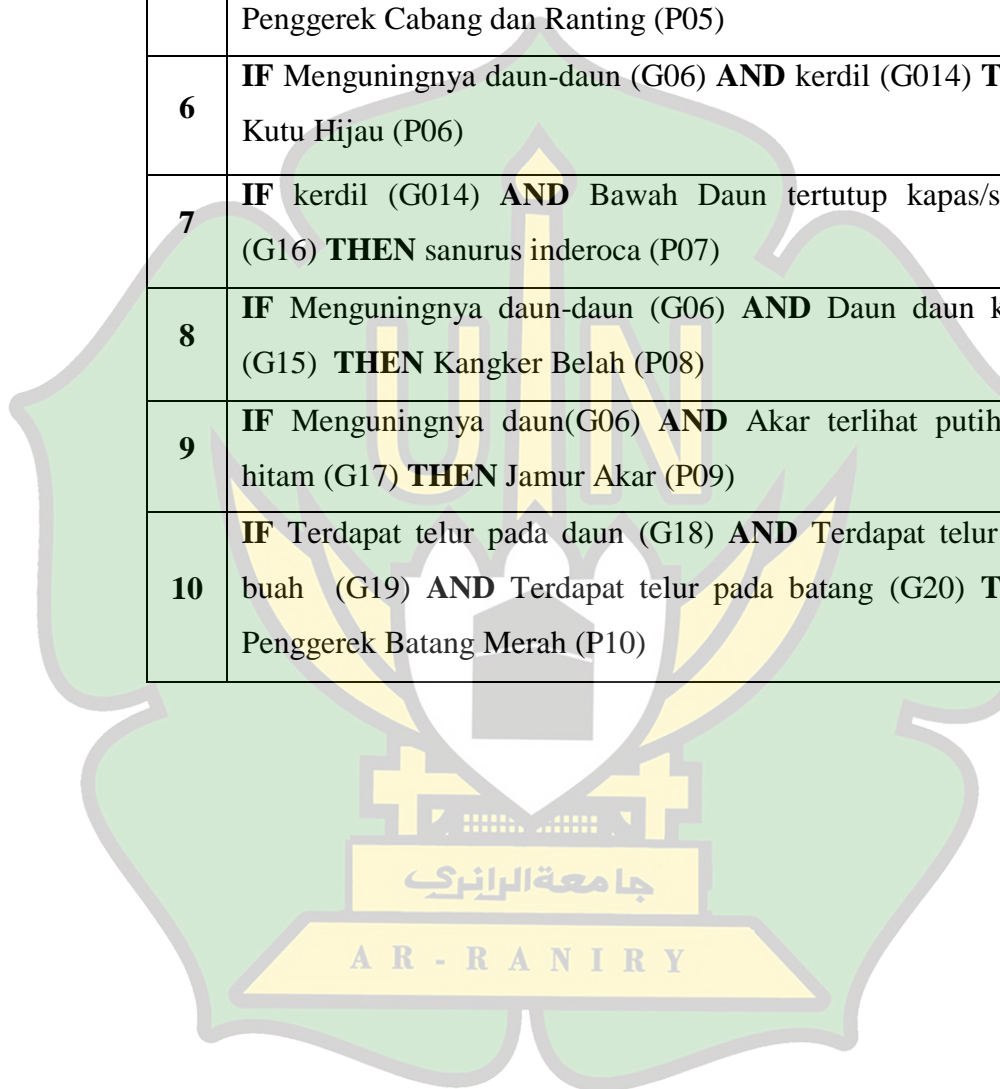 Penggerek Cabang dan Ranting (P05)
6
IF Menguningnya daun-daun (G06) AND kerdil (G014)
Kutu Hijau (P06)
7
IF kerdil (G014) AND Bawah Daun tertutup
(G16) THEN sanurus inderoca (P07)
8
IF Menguningnya daun-daun (G06) AND Daun daun
(G15) THEN Kangker Belah (P08)
9
IF Menguningnya daun(G06) AND Akar terlihat putih
hitam (G17) THEN Jamur Akar (P09)
10
IF Terdapat telur pada daun (G18) AND Terdapat telur
buah (G19) AND Terdapat telur pada batang (G20)
Penggerek Batang Merah (P10)
UIN
جامعةالرانري
AR-RANIRY